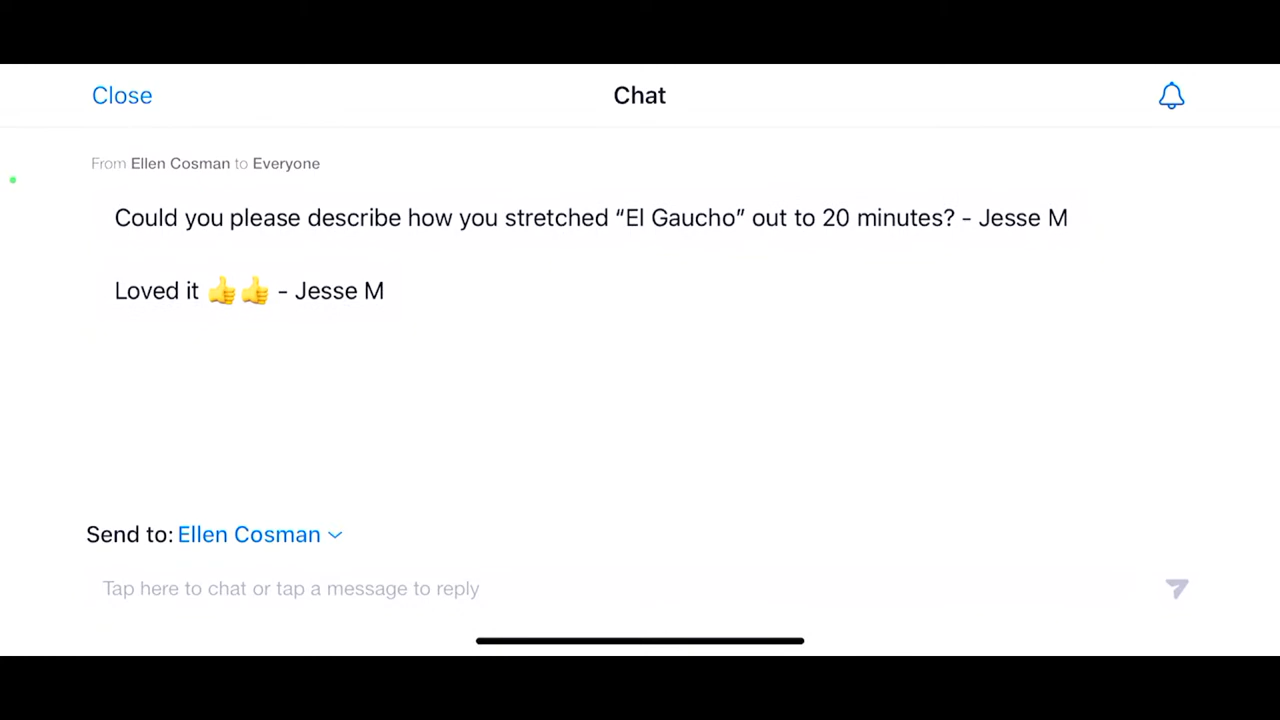 Close
Chat
From Ellen Cosman to Everyone
Could you please describe how you stretched “El Gaucho” out to 20 minutes? - Jesse M
Loved it 👍👍 - Jesse M
Send to: Ellen Cosman
Tap here to chat or tap a message to reply